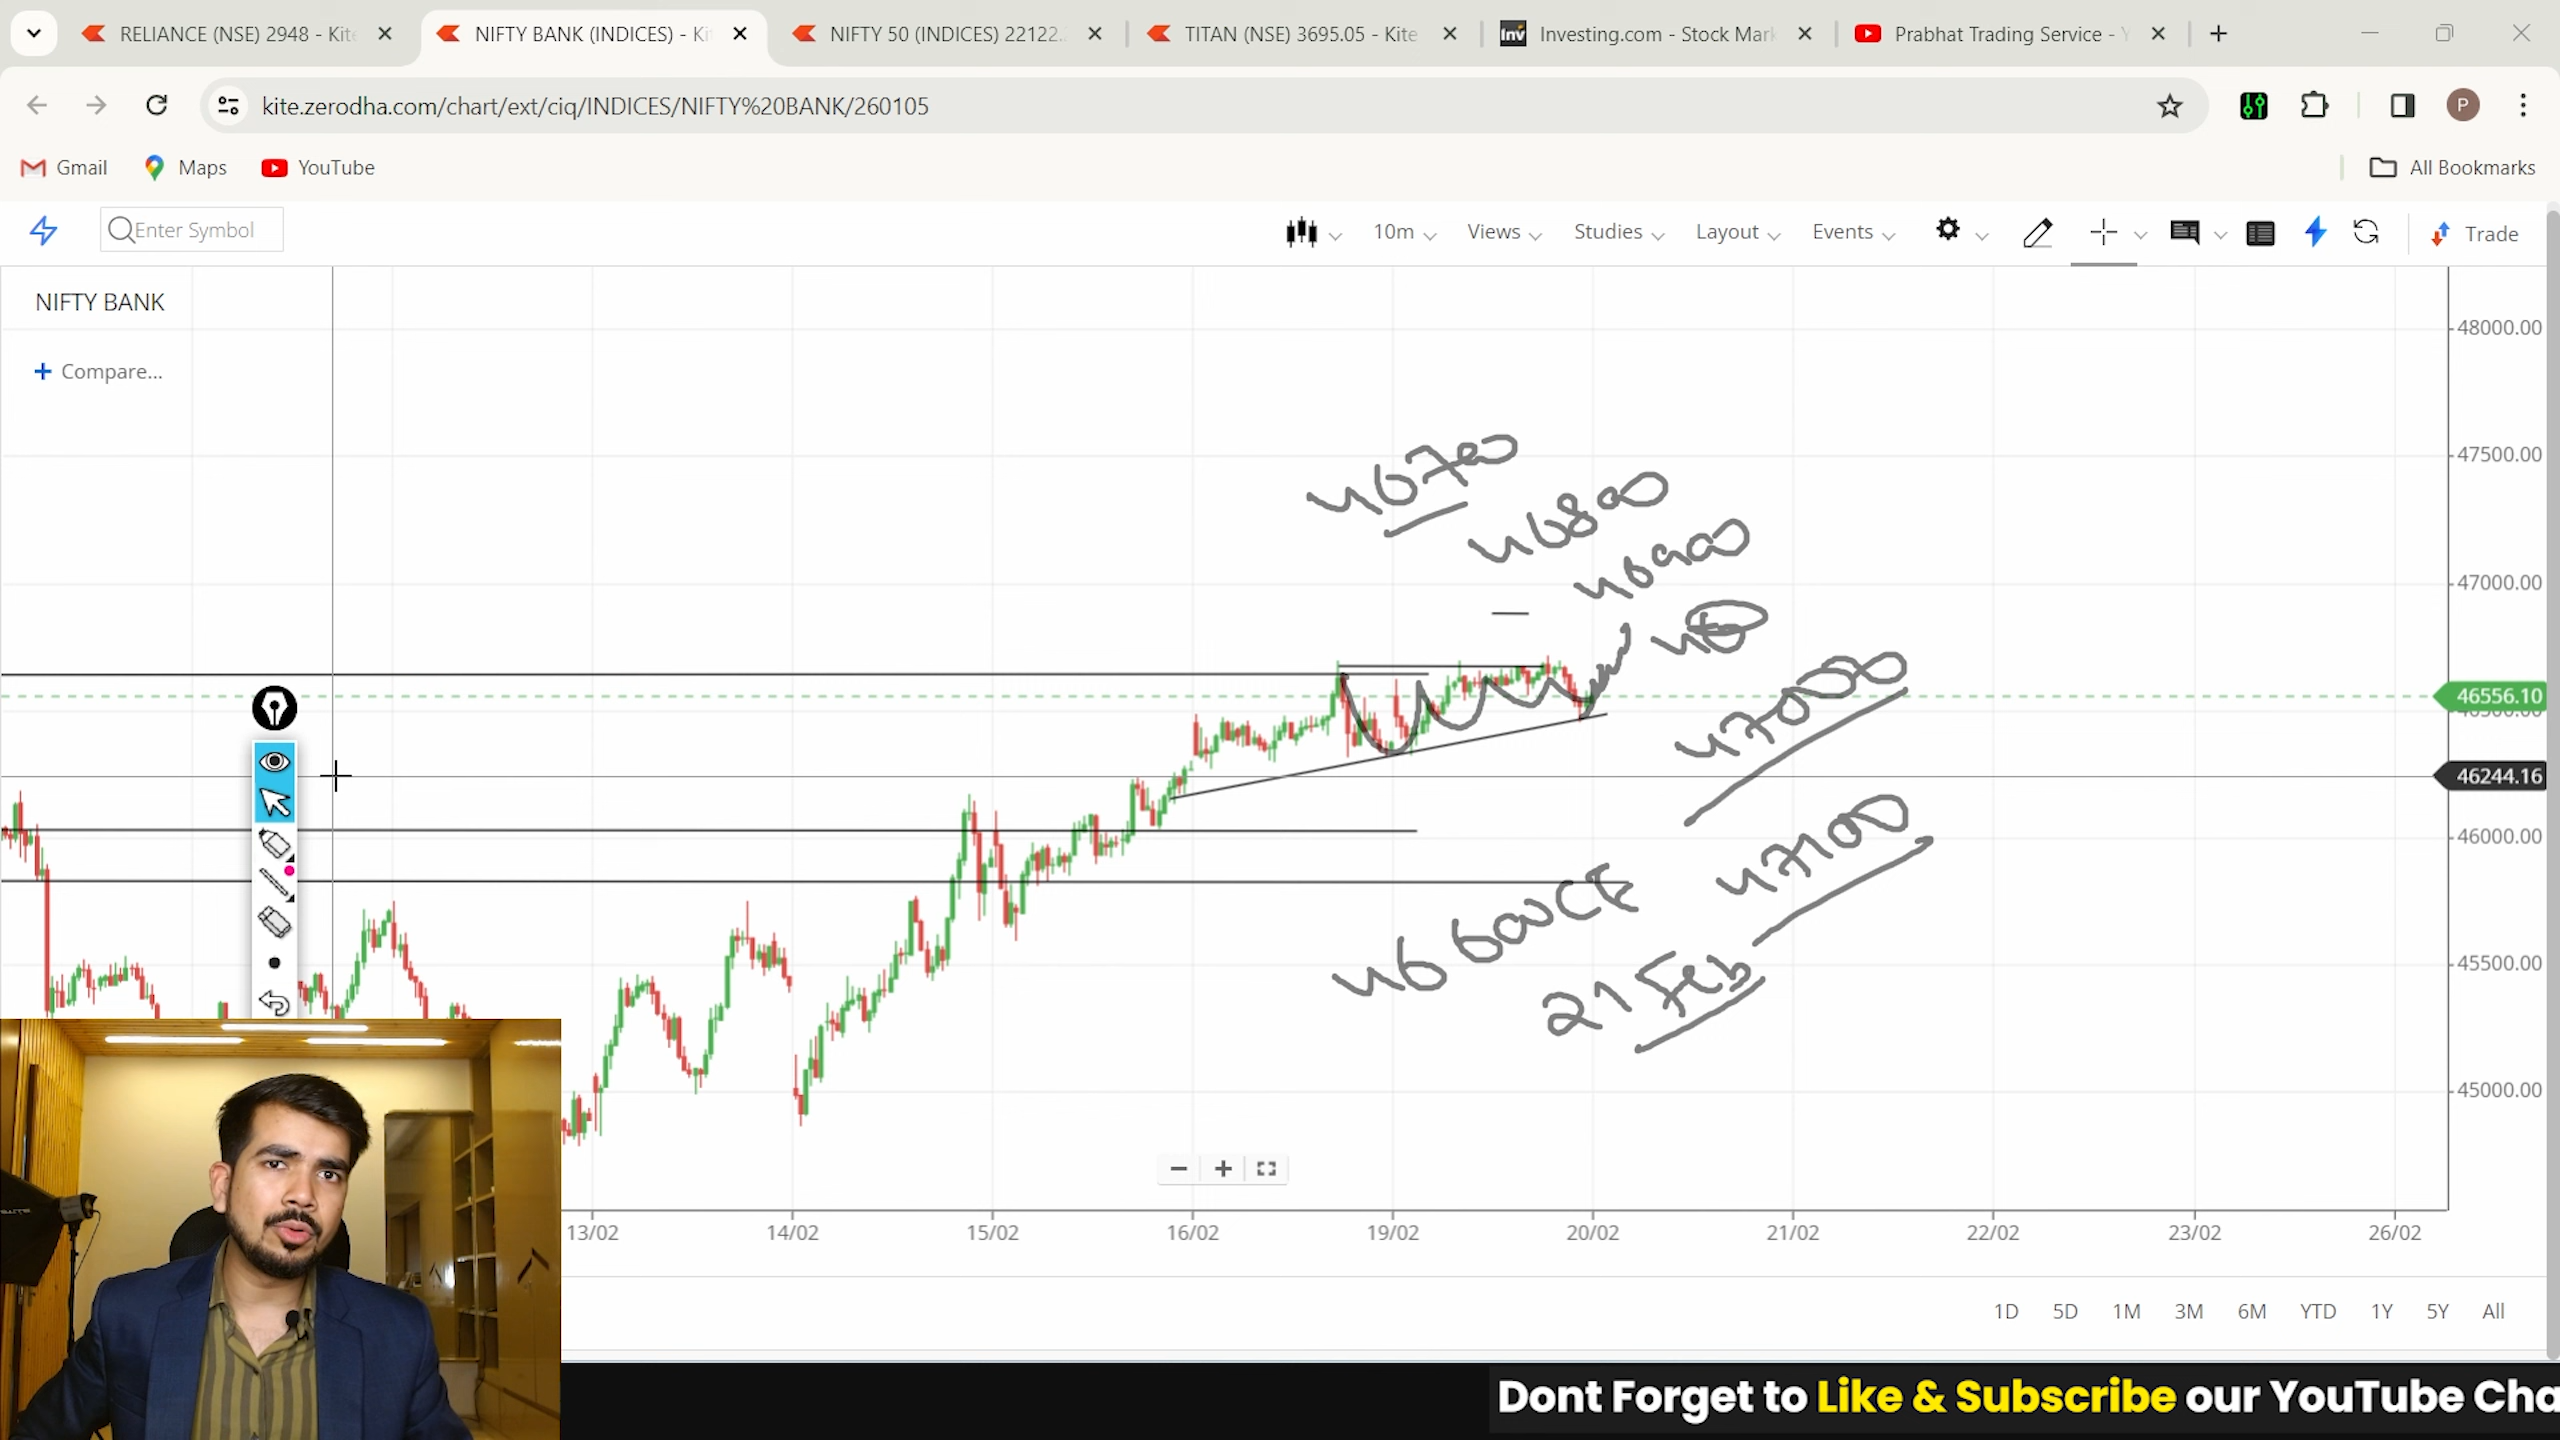 RELIANCE (NSE) 2948 - Kite
NIFTY BANK (INDICES) - Ki
NIFTY 50 (INDICES) 22122.
TITAN (NSE) 3695.05 - Kite
Investing.com - Stock Mar
Prabhat Trading Service - Y
kite.zerodha.com/chart/ext/ciq/INDICES/NIFTY%20BANK/260105
P
Gmail
Maps
YouTube
All Bookmarks
Enter Symbol
10m
Views
Studies
Layout
Events
Trade
NIFTY BANK
Compare...
48000.00
47500.00
47000.00
46556.10
46244.16
46000.00
45500.00
45000.00
46700
46800
46900
47000
47100
46600CE
21 Feb
13/02
14/02
15/02
16/02
19/02
20/02
21/02
22/02
23/02
26/02
1D 5D 1M 3M 6M YTD 1Y 5Y All
Dont Forget to Like & Subscribe our YouTube Cha